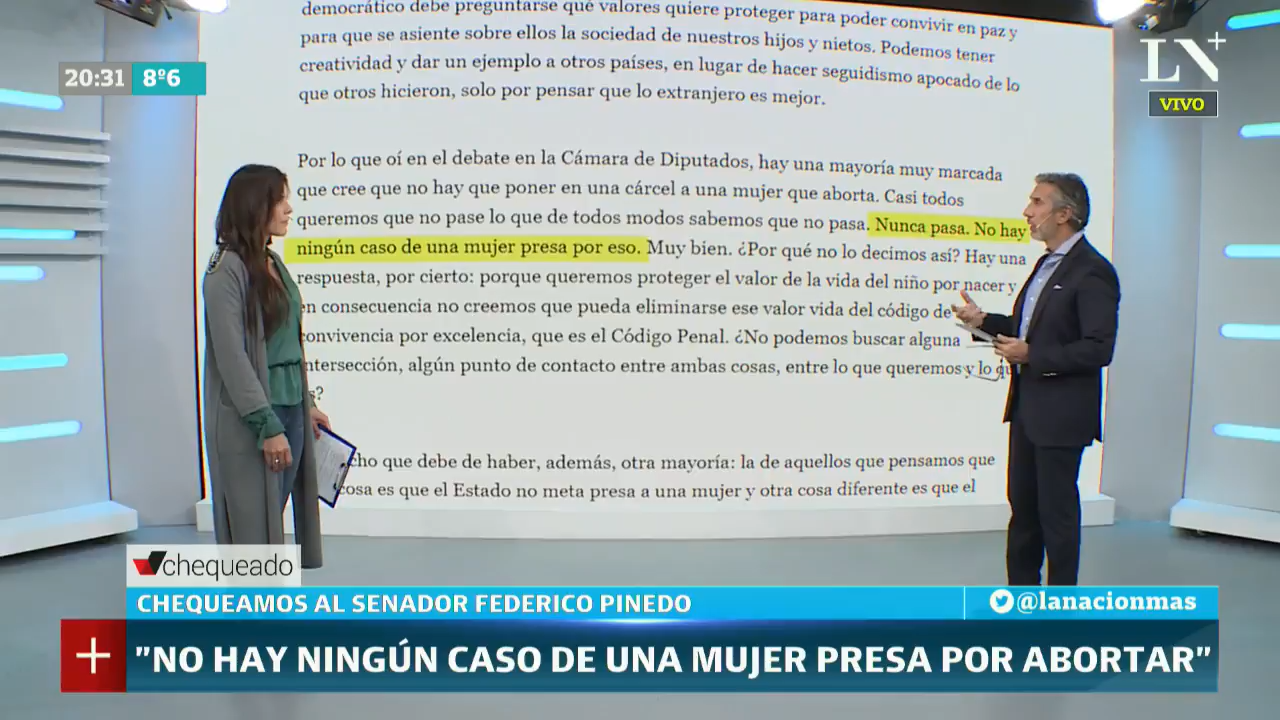 democrático debe preguntarse qué valores quiere proteger para poder convivir en paz y
para que se asiente sobre ellos la sociedad de nuestros hijos y nietos. Podemos tener
creatividad y dar un ejemplo a otros países, en lugar de hacer seguidismo apocado de lo
que otros hicieron, solo por pensar que lo extranjero es mejor.
20:31 8º6
LN+
VIVO
Por lo que oí en el debate en la Cámara de Diputados, hay una mayoría muy marcada
que cree que no hay que poner en una cárcel a una mujer que aborta. Casi todos
queremos que no pase lo que de todos modos sabemos que no pasa. Nunca pasa. No hay
ningún caso de una mujer presa por eso. Muy bien. ¿Por qué no lo decimos así? Hay una
respuesta, por cierto: porque queremos proteger el valor de la vida del niño por nacer y
en consecuencia no creemos que pueda eliminarse ese valor vida del código de
convivencia por excelencia, que es el Código Penal. ¿No podemos buscar alguna
ntersección, algún punto de contacto entre ambas cosas, entre lo que queremos y lo
s?
cho que debe de haber, además, otra mayoría: la de aquellos que pensamos que
cosa es que el Estado no meta presa a una mujer y otra cosa diferente es que el
chequeado
CHEQUEAMOS AL SENADOR FEDERICO PINEDO
@lanacionmas
+ "NO HAY NINGÚN CASO DE UNA MUJER PRESA POR ABORTAR"